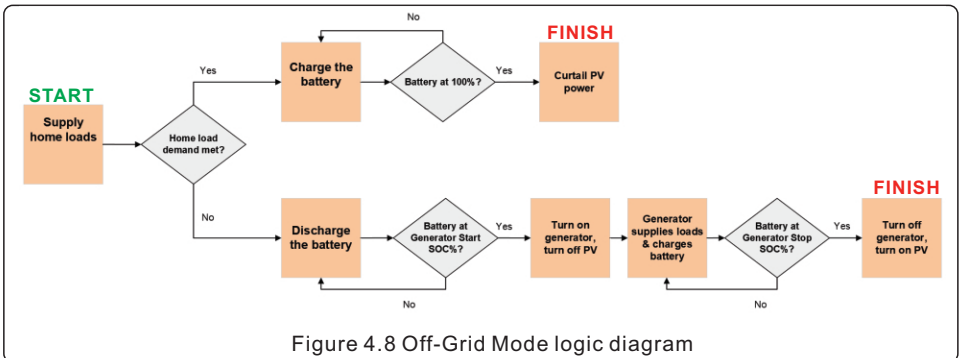 No
FINISH
Charge the
battery
Battery at 100%?
Yes
Curtail PV
power
Yes
START
Supply
home loads
Home load
demand met?
No
FINISH
Discharge
the battery
Battery at
Generator Start
SOC%?
Yes
Turn on
generator,
turn off PV
Generator
supplies loads
& charges
battery
Battery at
Generator Stop
SOC%?
Yes
Turn off
generator,
turn on PV
No
No
Figure 4.8 Off-Grid Mode logic diagram